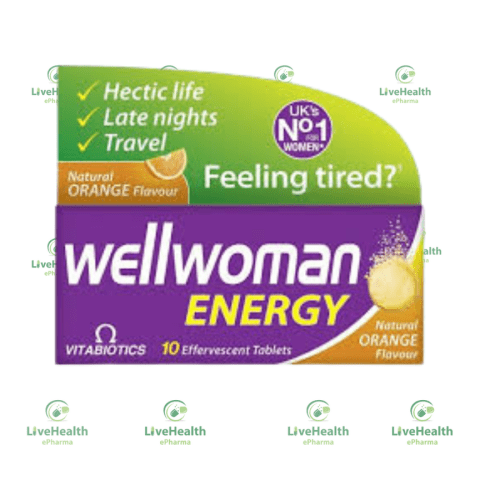 LiveHealth
ePharma
LiveHealth
ePharma
Hectic life
Late nights
Travel
UK's
No1
FOR
WOMEN*
Natural
ORANGE Flavour
Feeling tired?†
wellwoman
ENERGY
VITABIOTICS
10 Effervescent Tablets
Natural
ORANGE
Flavour
LiveHealth
ePharma
LiveHealth
ePharma
LiveHealth
ePharma
LiveHealth
ePharma